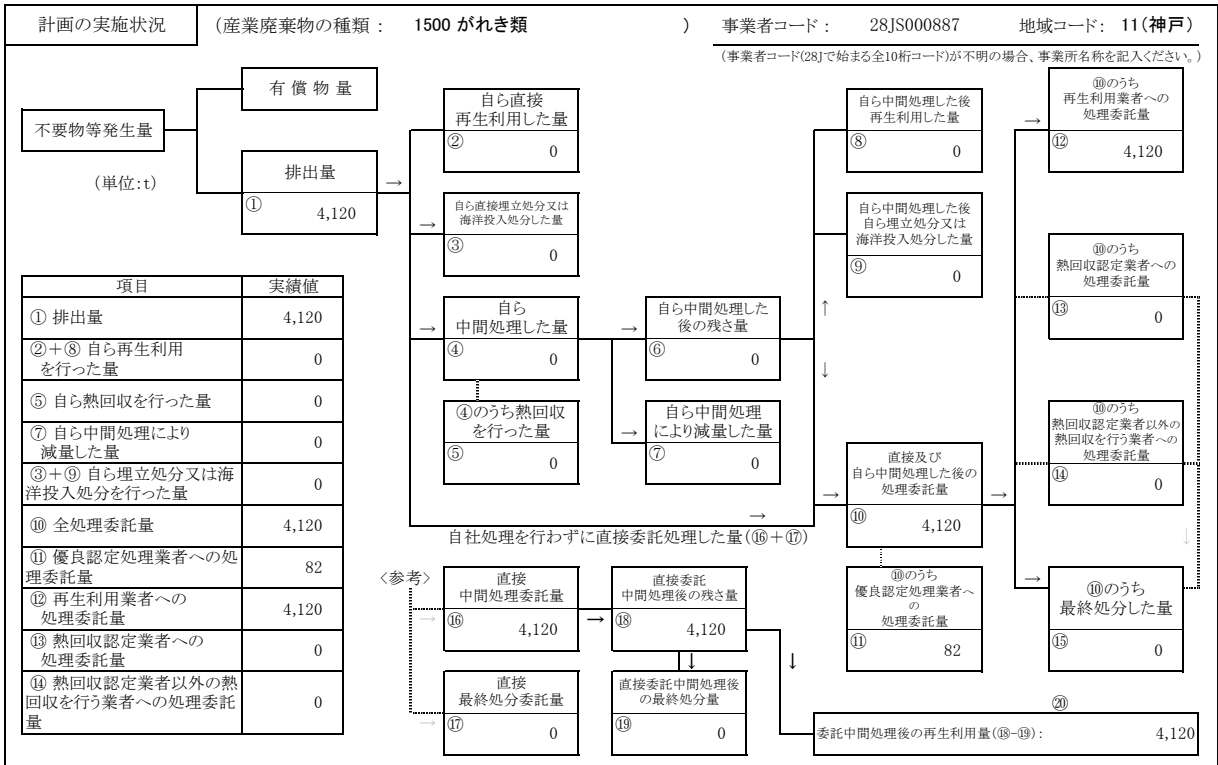 計画の実施状況 (産業廃棄物の種類： 1500 がれき類 ) 事業者コード： 28JS000887 地域コード： 11(神戸)
(事業者コード(28Jで始まる全10桁コード)が不明の場合、事業所名称を記入ください。)
不要物等発生量
(単位:t)
有償物量
排出量
① 4,120
→
自ら直接
再生利用した量
② 0
→
自ら直接埋立処分又は
海洋投入処分した量
③ 0
→
自ら
中間処理した量
④ 0
④のうち熱回収
を行った量
⑤ 0
→
自ら中間処理した
後の残さ量
⑥ 0
→
自ら中間処理
により減量した量
⑦ 0
自ら中間処理した後
再生利用した量
⑧ 0
自ら中間処理した後
自ら埋立処分又は
海洋投入処分した量
⑨ 0
↑
↓
→
直接及び
自ら中間処理した後の
処理委託量
⑩ 4,120
→
⑩のうち
優良認定処理業者へ
の
処理委託量
⑪ 82
→
⑩のうち
再生利用業者への
処理委託量
⑫ 4,120
⑩のうち
熱回収認定業者への
処理委託量
⑬ 0
⑩のうち
熱回収認定業者以外の
熱回収を行う業者への
処理委託量
⑭ 0
↓
→
⑩のうち
最終処分した量
⑮ 0
→
自社処理を行わずに直接委託処理した量(⑯＋⑰)
項目 実績値
① 排出量 4,120
②＋⑧ 自ら再生利用
を行った量 0
⑤ 自ら熱回収を行った量 0
⑦ 自ら中間処理により
減量した量 0
③＋⑨ 自ら埋立処分又は海
洋投入処分を行った量 0
⑩ 全処理委託量 4,120
⑪ 優良認定処理業者への処
理委託量 82
⑫ 再生利用業者への
処理委託量 4,120
⑬ 熱回収認定業者への
処理委託量 0
⑭ 熱回収認定業者以外の熱
回収を行う業者への処理委託
量 0
〈参考〉
→
直接
中間処理委託量
⑯ 4,120
→
直接委託
中間処理後の残さ量
⑱ 4,120
→
直接
最終処分委託量
⑰ 0
↓
直接委託中間処理後
の最終処分量
⑲ 0
↓
⑳
委託中間処理後の再生利用量(⑱-⑲)： 4,120